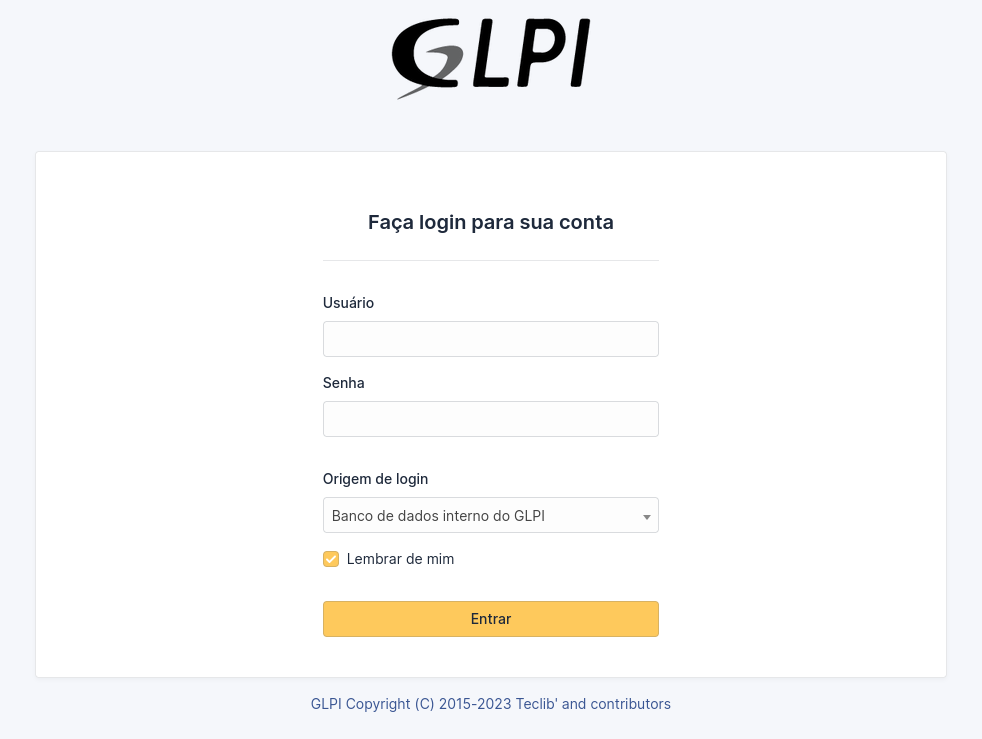 GLPI
Faça login para sua conta
Usuário
Senha
Origem de login
Banco de dados interno do GLPI
Lembrar de mim
Entrar
GLPI Copyright (C) 2015-2023 Teclib' and contributors